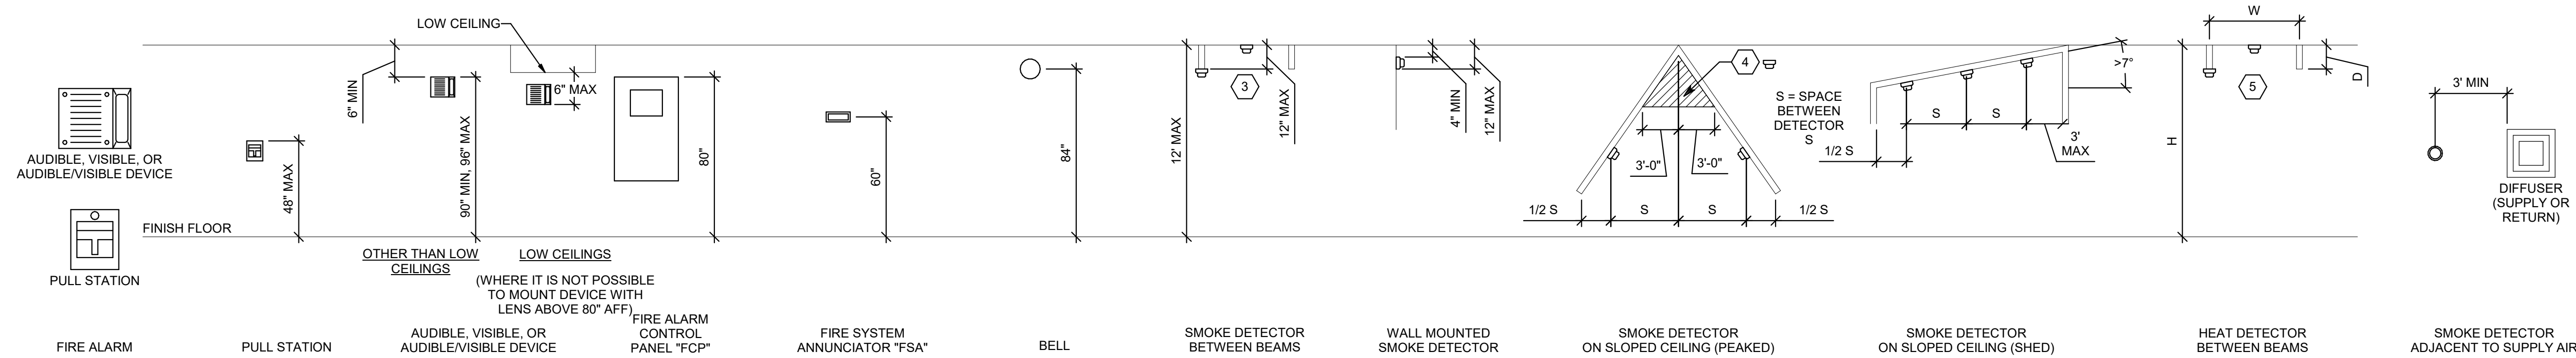 LOW CEILING
AUDIBLE, VISIBLE, OR
AUDIBLE/VISIBLE DEVICE
PULL STATION
FINISH FLOOR
48" MAX
6" MIN
90" MIN, 96" MAX
6" MAX
OTHER THAN LOW
CEILINGS
LOW CEILINGS
(WHERE IT IS NOT POSSIBLE
TO MOUNT DEVICE WITH
LENS ABOVE 80" AFF)
80"
60"
84"
12' MAX
3
12" MAX
4" MIN
12" MAX
4
3'-0"
3'-0"
1/2 S
S
S
1/2 S
S = SPACE
BETWEEN
DETECTOR
S
1/2 S
S
S
3'
MAX
>7°
H
W
5
D
3' MIN
DIFFUSER
(SUPPLY OR
RETURN)
FIRE ALARM
PULL STATION
AUDIBLE, VISIBLE, OR
AUDIBLE/VISIBLE DEVICE
FIRE ALARM
CONTROL
PANEL "FCP"
FIRE SYSTEM
ANNUNCIATOR "FSA"
BELL
SMOKE DETECTOR
BETWEEN BEAMS
WALL MOUNTED
SMOKE DETECTOR
SMOKE DETECTOR
ON SLOPED CEILING (PEAKED)
SMOKE DETECTOR
ON SLOPED CEILING (SHED)
HEAT DETECTOR
BETWEEN BEAMS
SMOKE DETECTOR
ADJACENT TO SUPPLY AIR